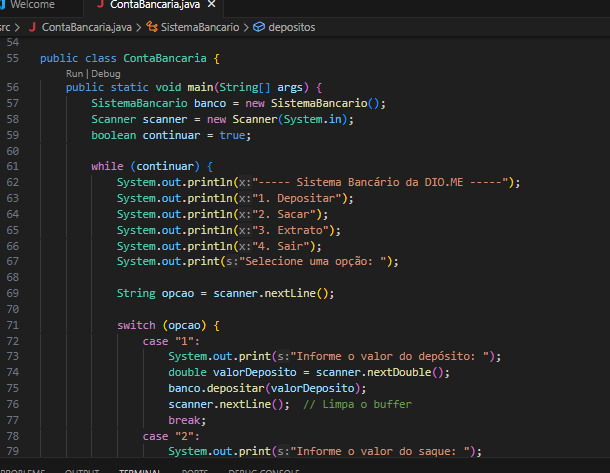 Welcome J ContaBancaria.java X
src > J ContaBancaria.java > SistemaBancario > depositos
54
55 public class ContaBancaria {
Run | Debug
56 public static void main(String[] args) {
57 SistemaBancario banco = new SistemaBancario();
58 Scanner scanner = new Scanner(System.in);
59 boolean continuar = true;
60
61 while (continuar) {
62 System.out.println(x:"----- Sistema Bancário da DIO.ME -----");
63 System.out.println(x:"1. Depositar");
64 System.out.println(x:"2. Sacar");
65 System.out.println(x:"3. Extrato");
66 System.out.println(x:"4. Sair");
67 System.out.print(s:"Selecione uma opção: ");
68
69 String opcao = scanner.nextLine();
70
71 switch (opcao) {
72 case "1":
73 System.out.print(s:"Informe o valor do depósito: ");
74 double valorDeposito = scanner.nextDouble();
75 banco.depositar(valorDeposito);
76 scanner.nextLine(); // Limpa o buffer
77 break;
78 case "2":
79 System.out.print(s:"Informe o valor do saque: ");
PROBLEMS OUTPUT TERMINAL PORTS DEBUG CONSOLE